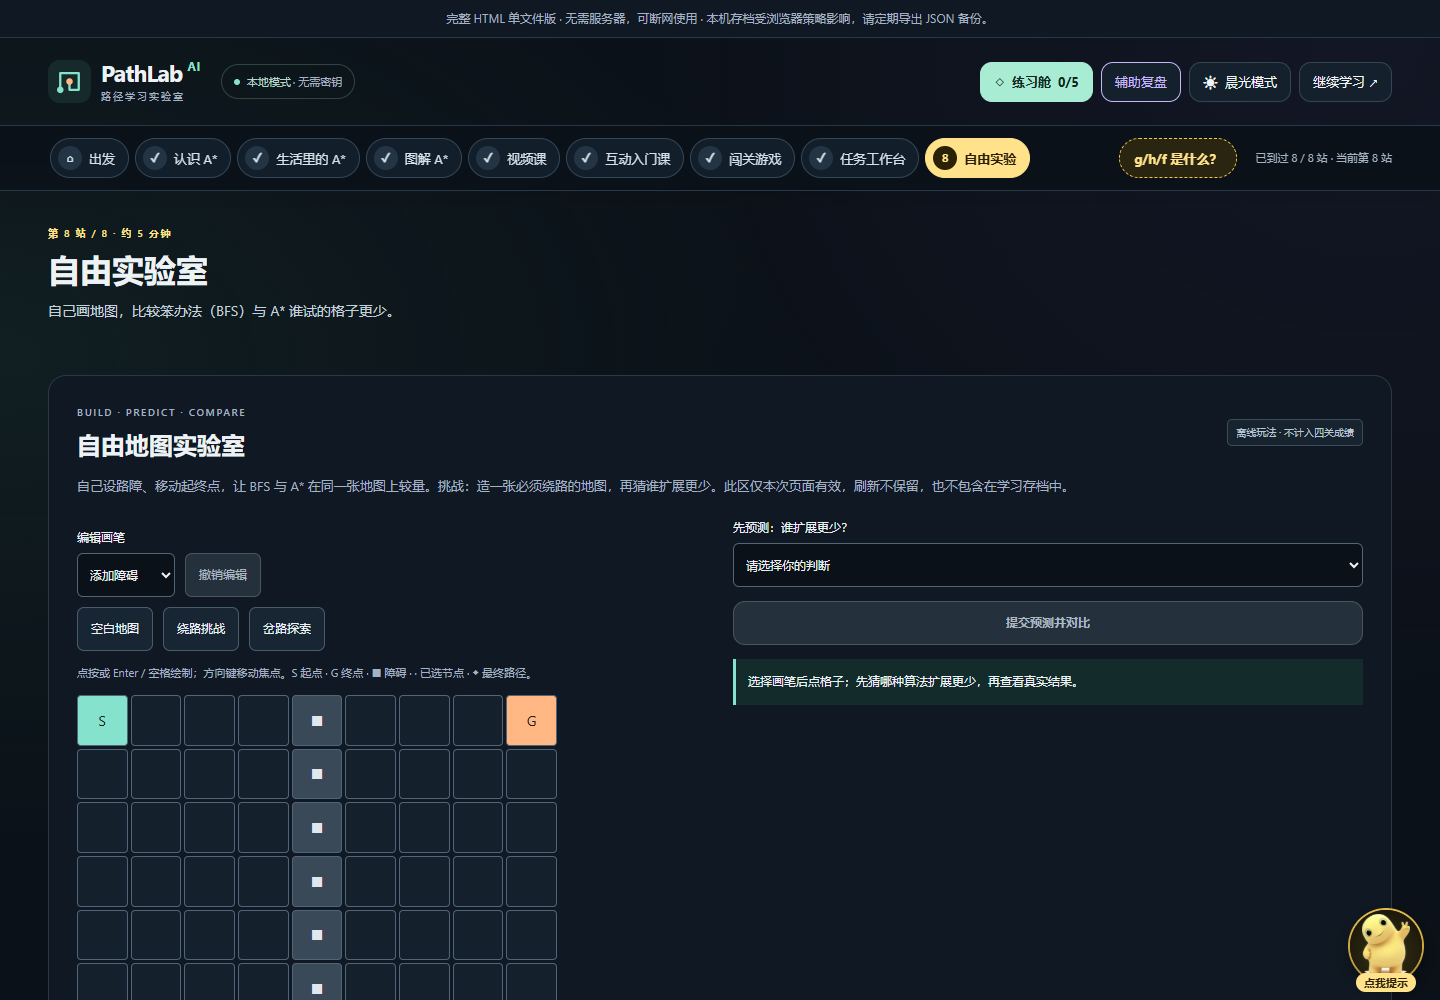 完整 HTML 单文件版 · 无需服务器，可断网使用 · 本机存档受浏览器策略影响，请定期导出 JSON 备份。
PathLab AI
路径学习实验室
本地模式 · 无需密钥
练习舱 0/5
辅助复盘
晨光模式
继续学习 ↗
出发
认识 A*
生活里的 A*
图解 A*
视频课
互动入门课
闯关游戏
任务工作台
8 自由实验
g/h/f 是什么？
已到过 8 / 8 站 · 当前第 8 站
第 8 站 / 8 · 约 5 分钟
自由实验室
自己画地图，比较笨办法（BFS）与 A* 谁试的格子更少。
BUILD · PREDICT · COMPARE
自由地图实验室
离线玩法 · 不计入四关成绩
自己设路障、移动起终点，让 BFS 与 A* 在同一张地图上较量。挑战：造一张必须绕路的地图，再猜谁扩展更少。此区仅本次页面有效，刷新不保留，也不包含在学习存档中。
编辑画笔
添加障碍
撤销编辑
空白地图
绕路挑战
岔路探索
点按或 Enter / 空格绘制；方向键移动焦点。S 起点 · G 终点 · ■ 障碍 · · 已选节点 · ✦ 最终路径。
S
G
先预测：谁扩展更少？
请选择你的判断
提交预测并对比
选择画笔后点格子；先猜哪种算法扩展更少，再查看真实结果。
点我提示